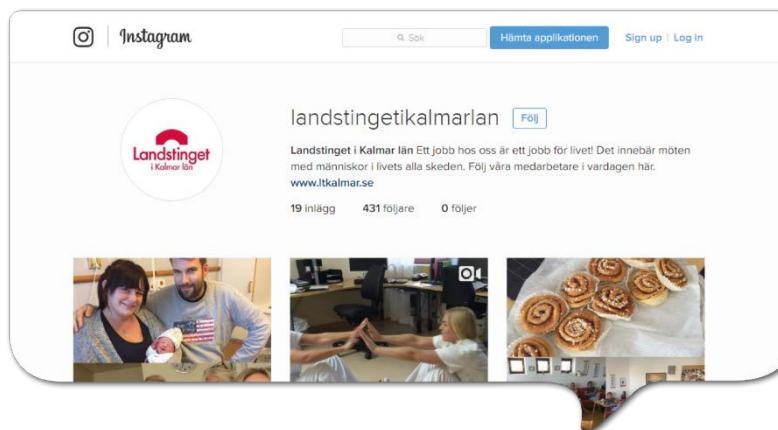 Instagram
Sök
Hämta applikationen
Sign up | Log in
Landstinget
i Kalmar län
landstingetikalmarlan
Följ
Landstinget i Kalmar län Ett jobb hos oss är ett jobb för livet! Det innebär möten
med människor i livets alla skeden. Följ våra medarbetare i vardagen här.
www.ltkalmar.se
19 inlägg 431 följare 0 följer